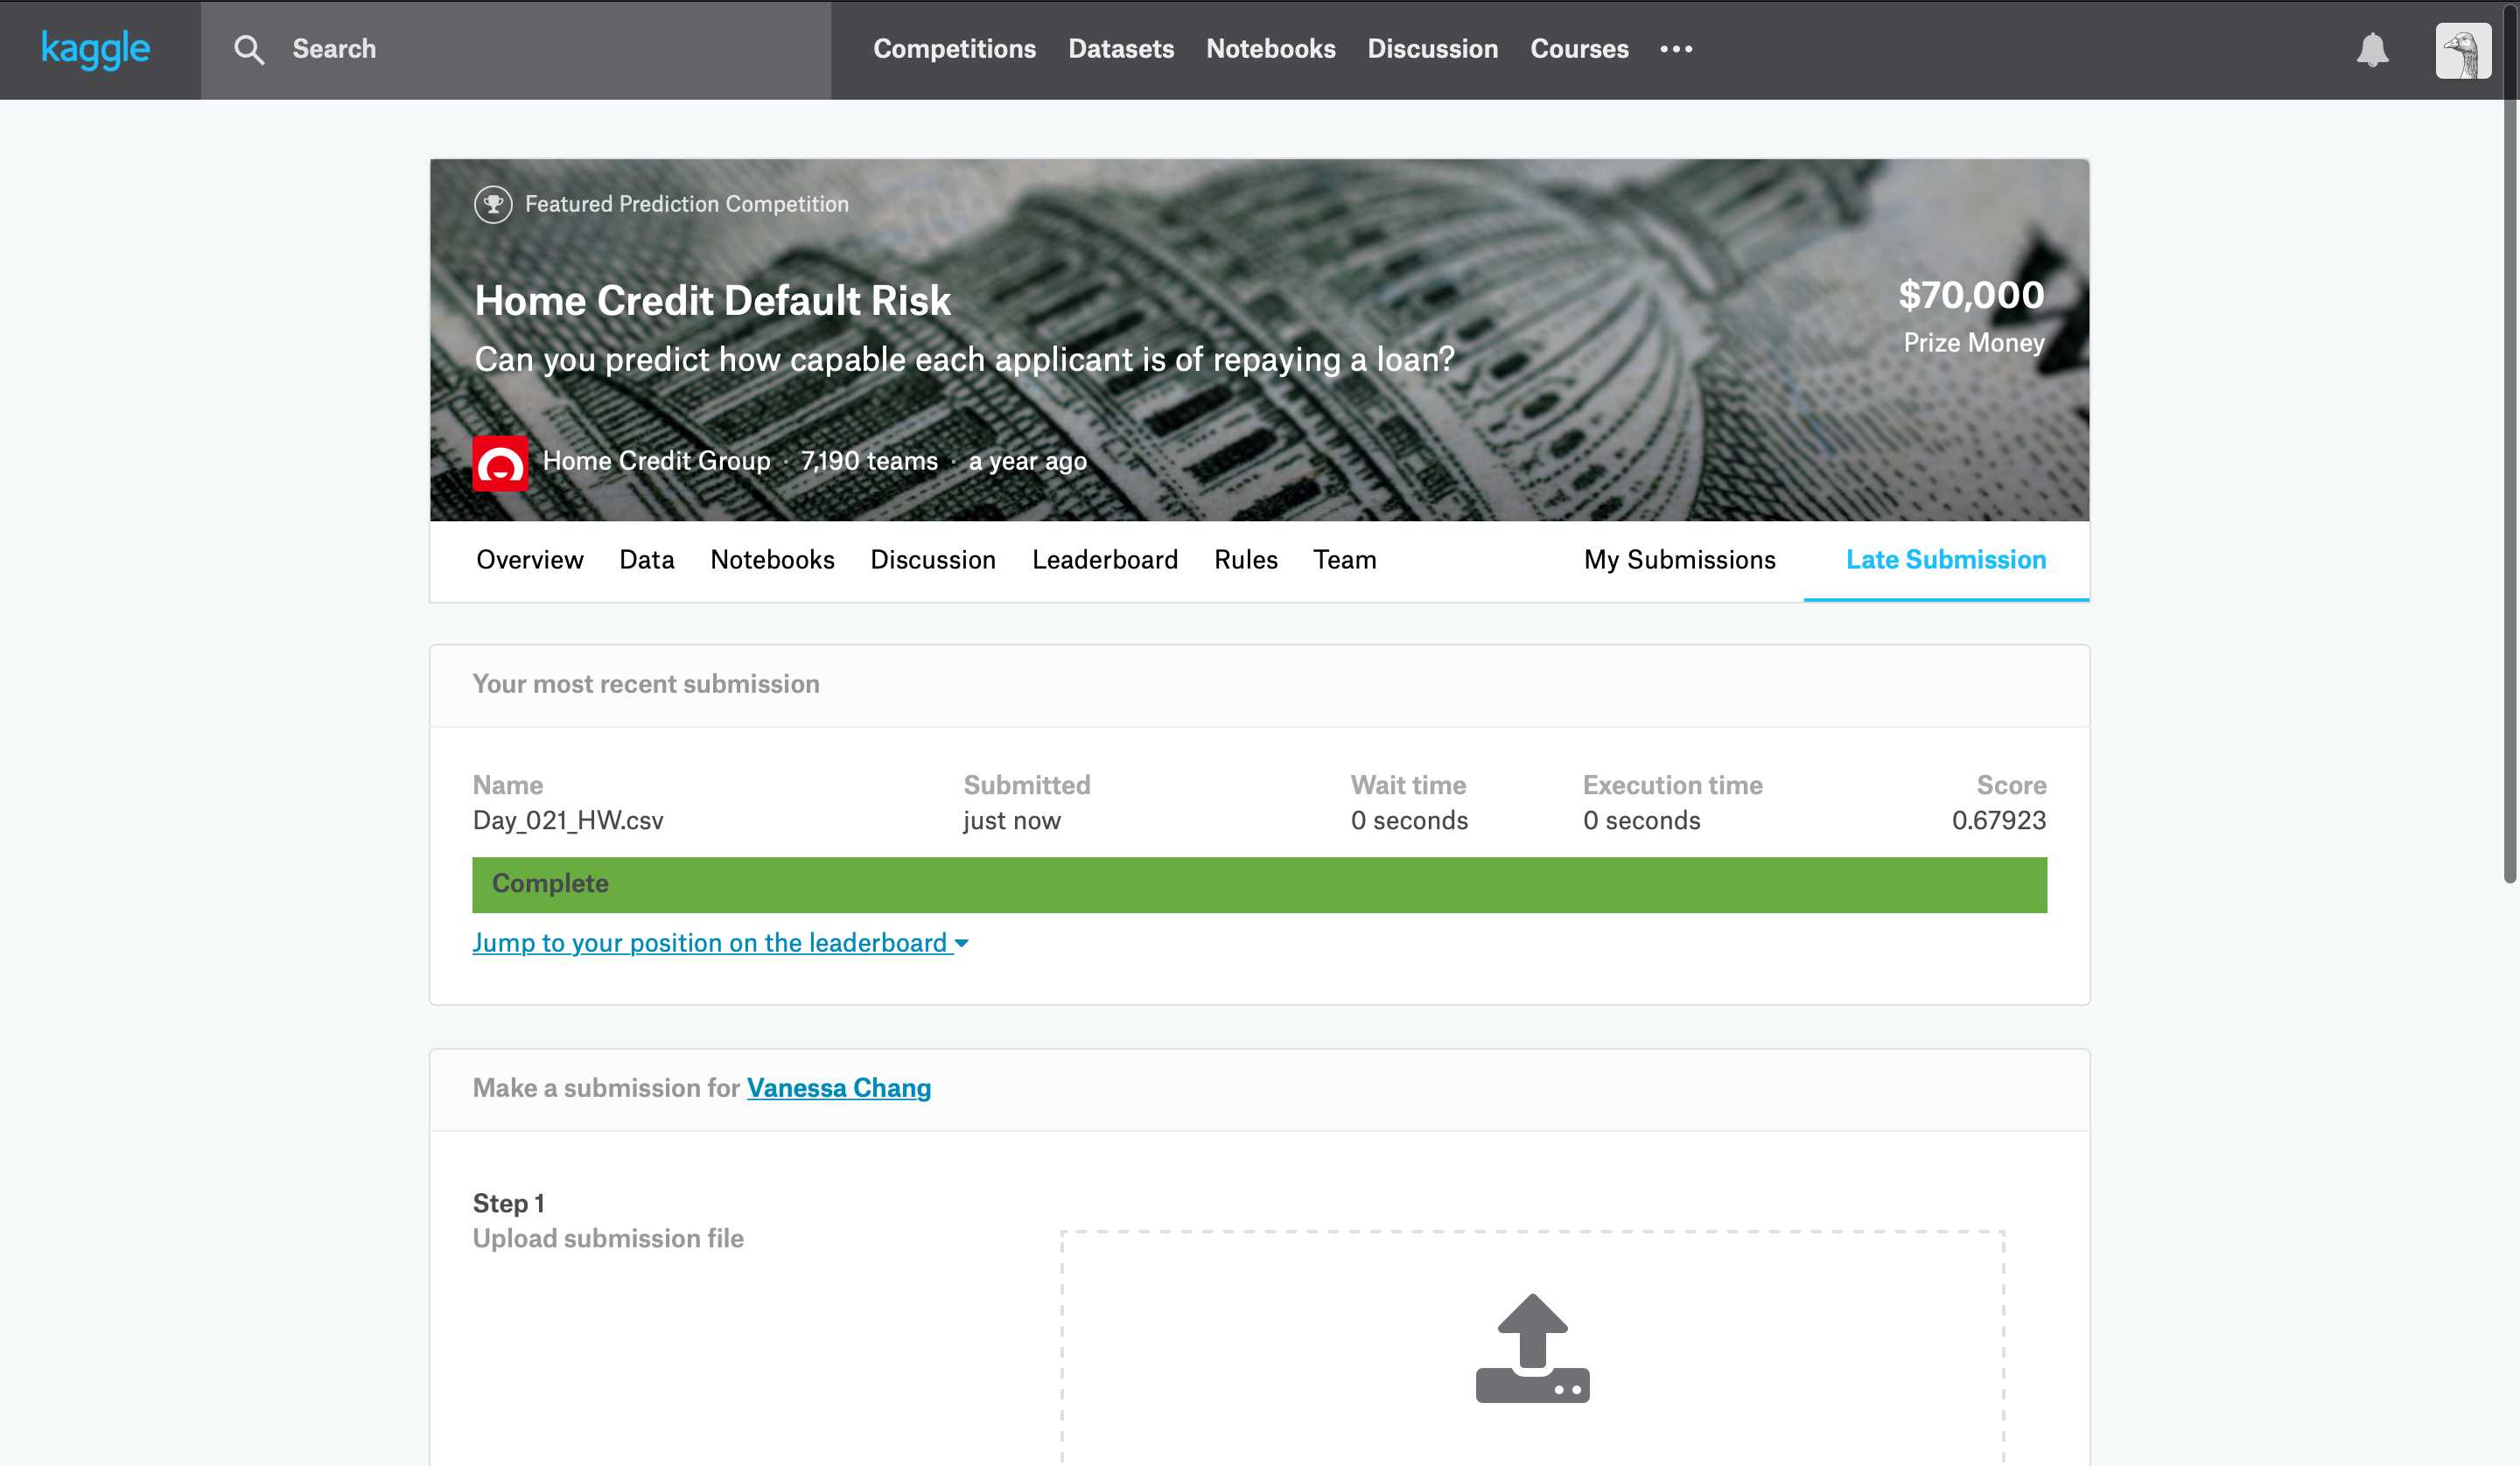 kaggle
Search
Competitions Datasets Notebooks Discussion Courses
Featured Prediction Competition
Home Credit Default Risk
Can you predict how capable each applicant is of repaying a loan?
$70,000
Prize Money
Home Credit Group · 7,190 teams · a year ago
Overview Data Notebooks Discussion Leaderboard Rules Team My Submissions Late Submission
Your most recent submission
Name Submitted Wait time Execution time Score
Day_021_HW.csv just now 0 seconds 0 seconds 0.67923
Complete
Jump to your position on the leaderboard
Make a submission for Vanessa Chang
Step 1
Upload submission file